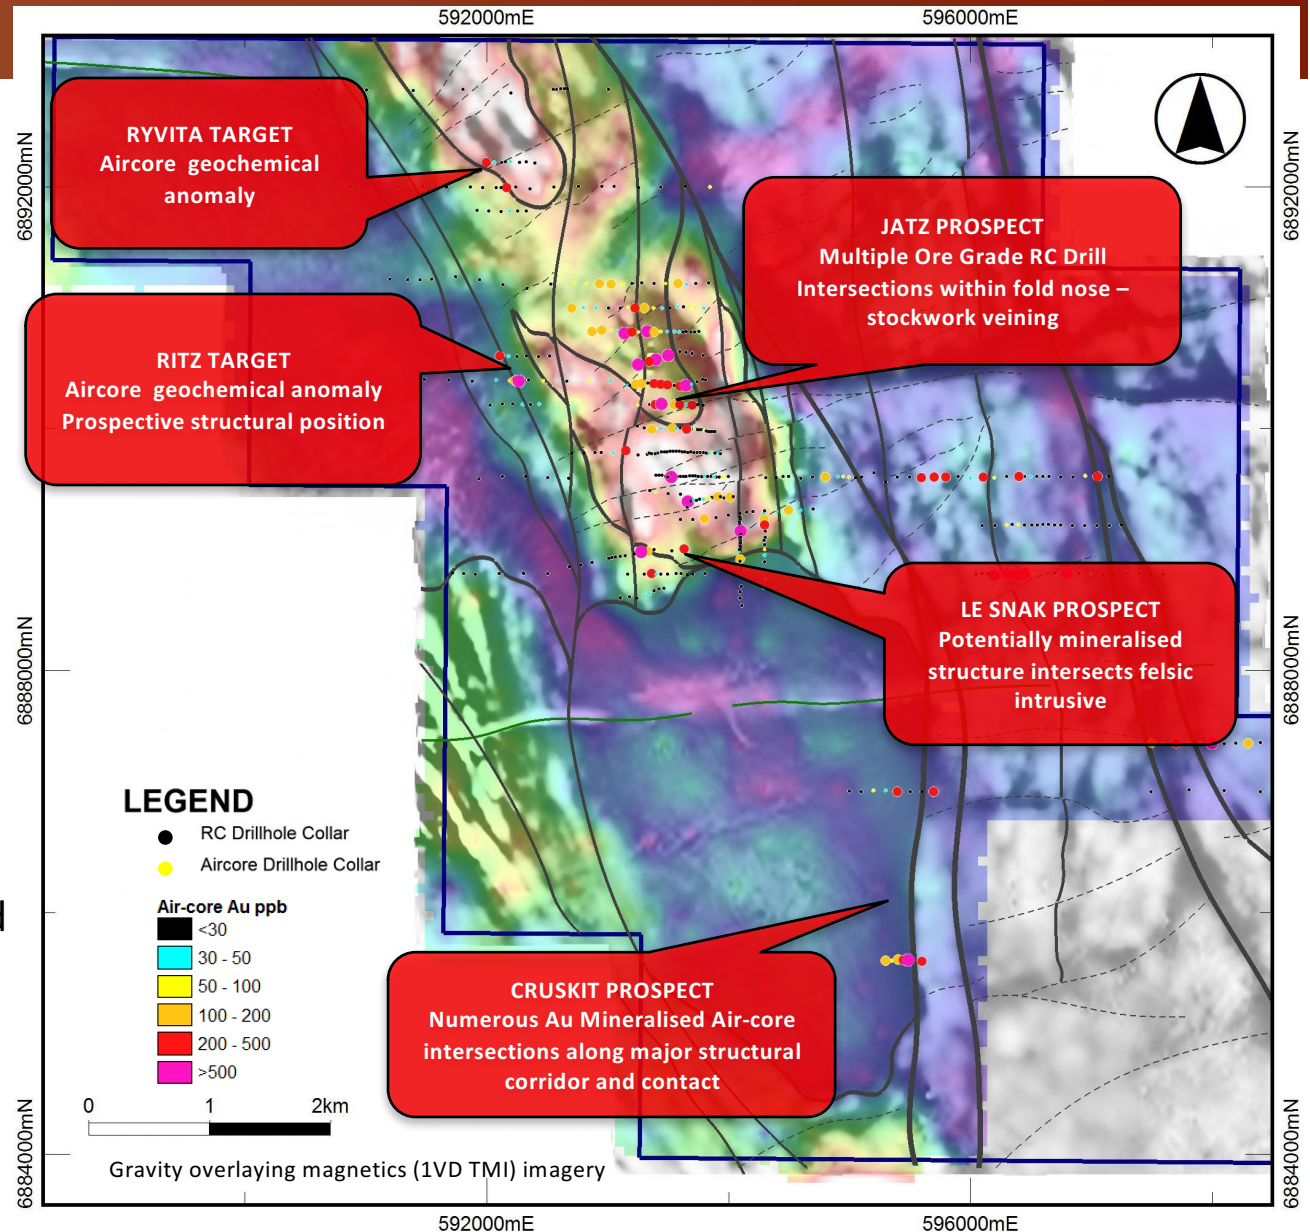 592000mE
596000mE
6892000mN
6892000mN
RYVITA TARGET
Aircore geochemical
anomaly
JATZ PROSPECT
Multiple Ore Grade RC Drill
Intersections within fold nose –
stockwork veining
RITZ TARGET
Aircore geochemical anomaly
Prospective structural position
LE SNAK PROSPECT
Potentially mineralised
structure intersects felsic
intrusive
6888000mN
6888000mN
LEGEND
RC Drillhole Collar
Aircore Drillhole Collar
Air-core Au ppb
<30
30 - 50
50 - 100
100 - 200
200 - 500
>500
d
CRUSKIT PROSPECT
Numerous Au Mineralised Air-core
intersections along major structural
corridor and contact
0 1 2km
Gravity overlaying magnetics (1VD TMI) imagery
6884000mN
6884000mN
592000mE
596000mE